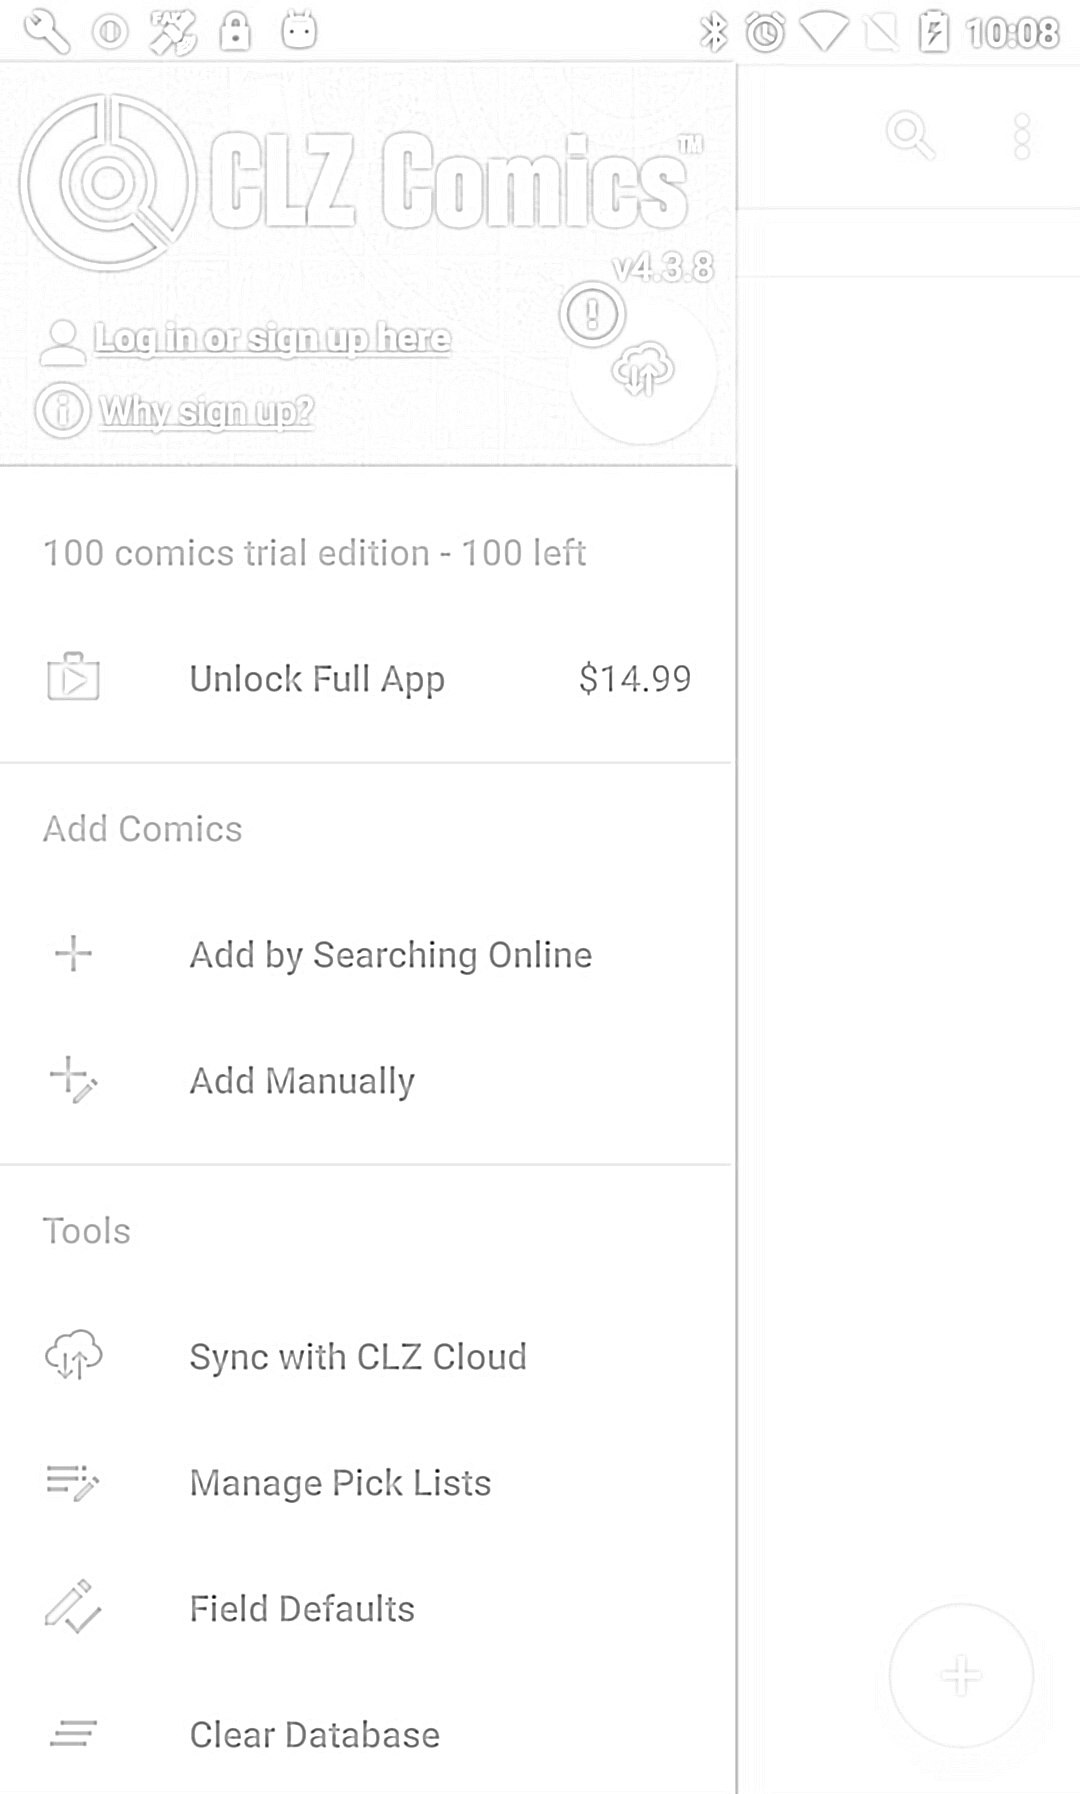 10:08
CLZ Comics™
v4.3.8
Log in or sign up here
Why sign up?
100 comics trial edition - 100 left
Unlock Full App $14.99
Add Comics
Add by Searching Online
Add Manually
Tools
Sync with CLZ Cloud
Manage Pick Lists
Field Defaults
Clear Database